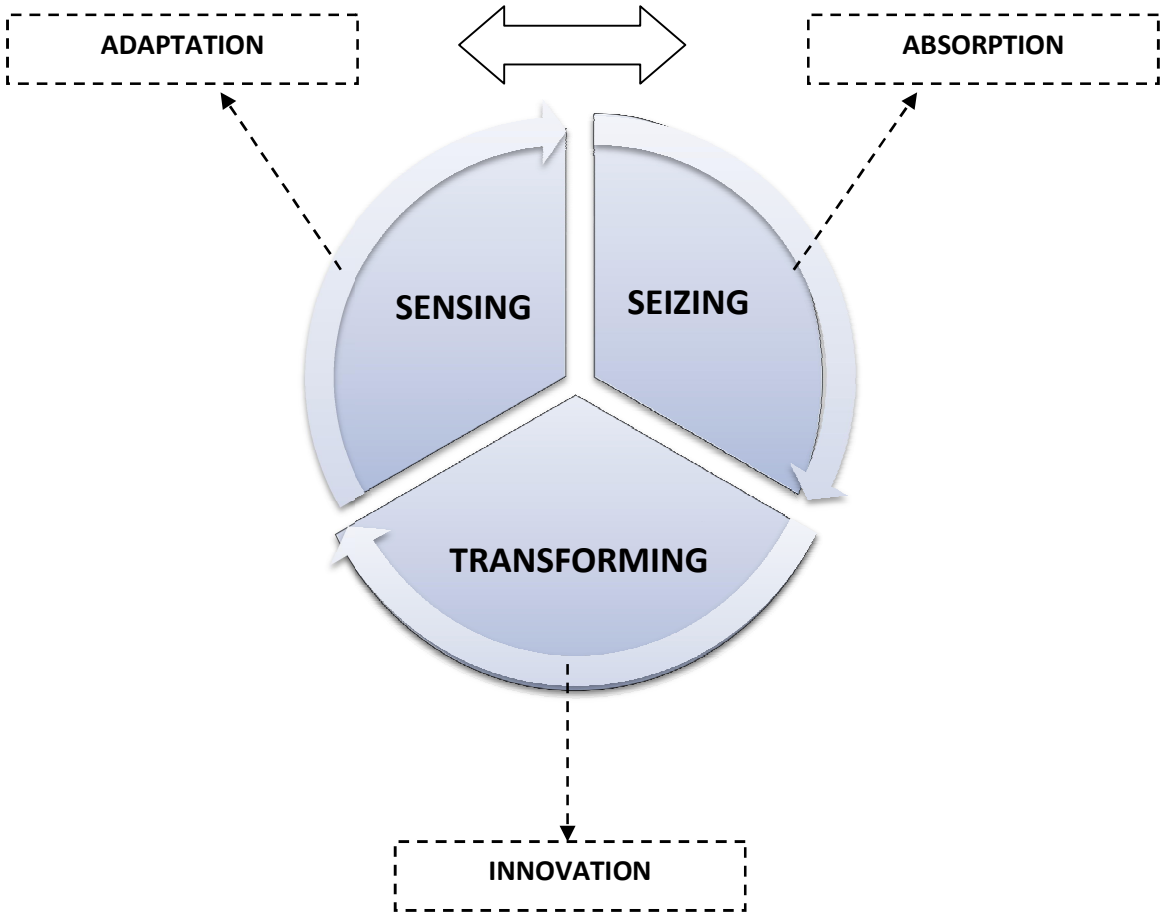 ADAPTATION
ABSORPTION
SENSING
SEIZING
TRANSFORMING
INNOVATION